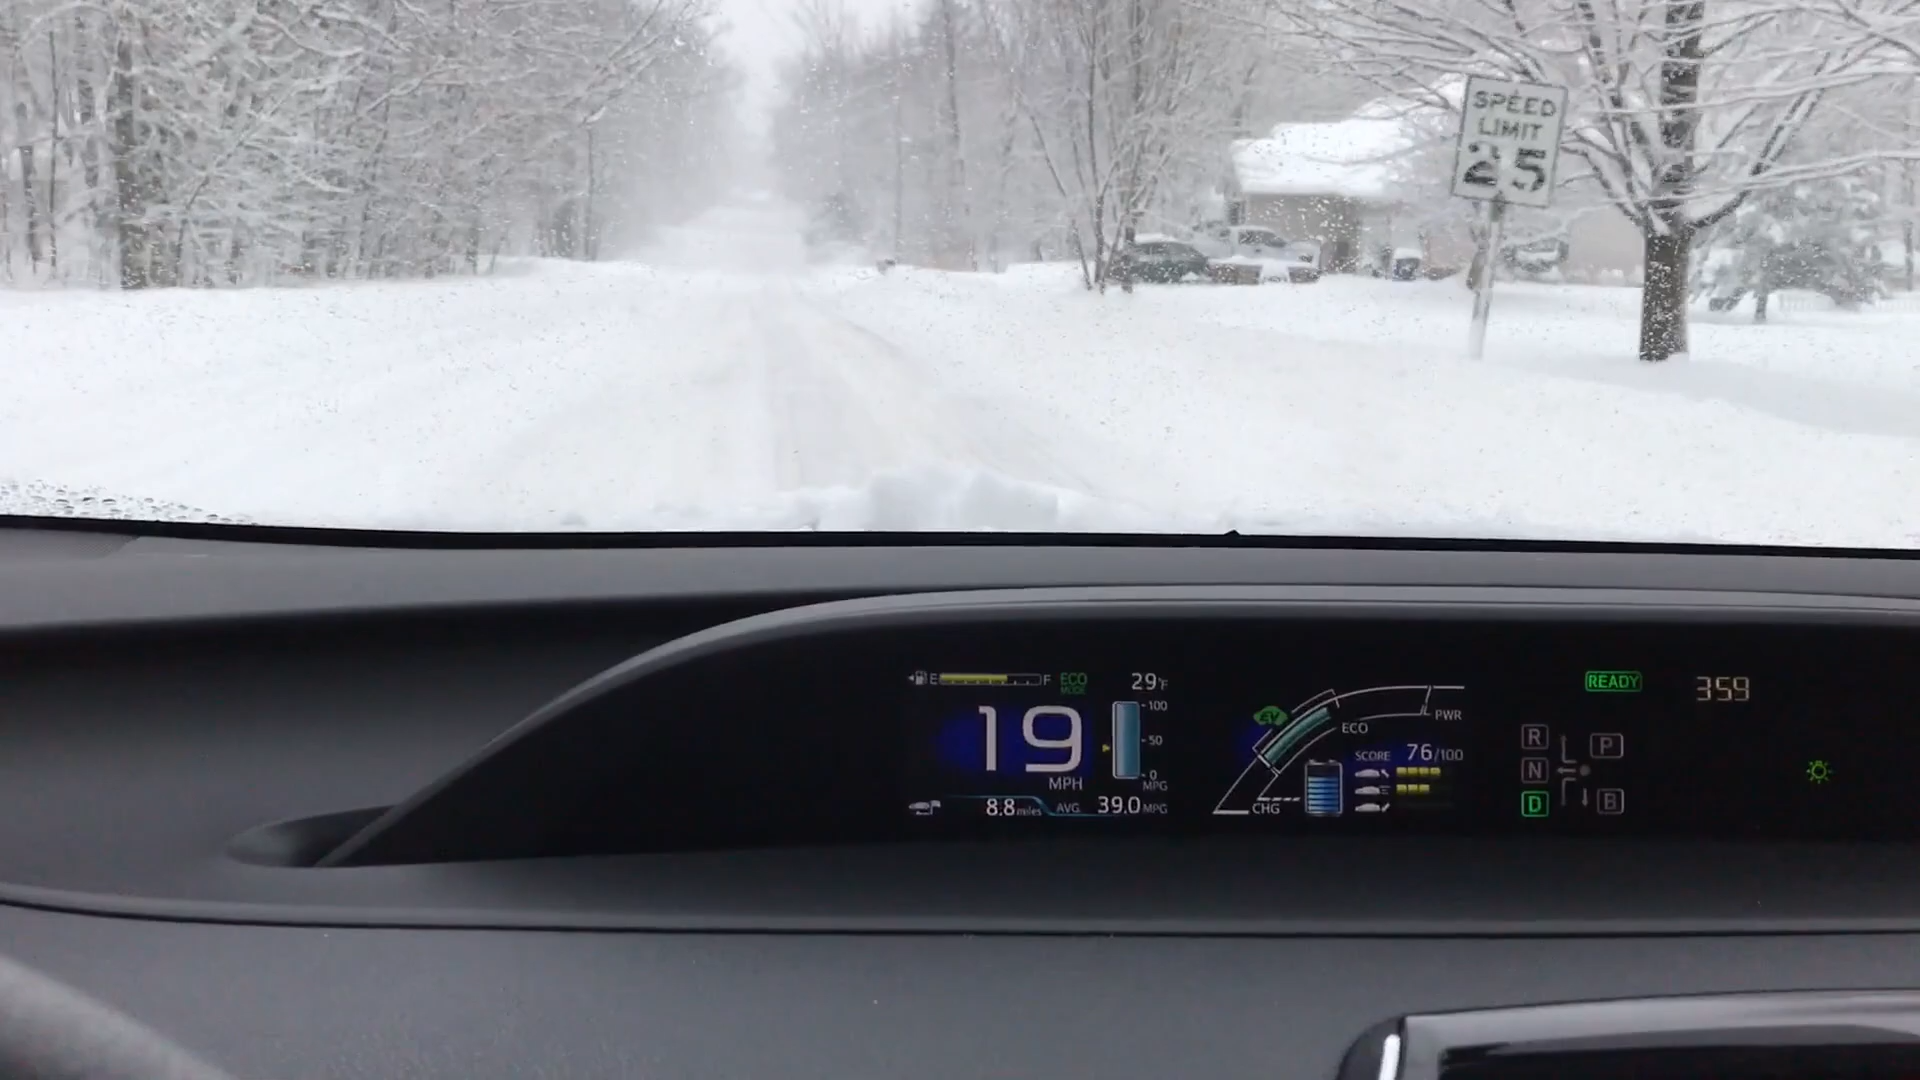 SPEED
LIMIT
25
E F ECO MODE 29°F
19 MPH
100
50
0
MPG
8.8 miles AVG 39.0 MPG
EV
ECO
PWR
CHG
SCORE 76/100
READY
359
R
N
D
P
B